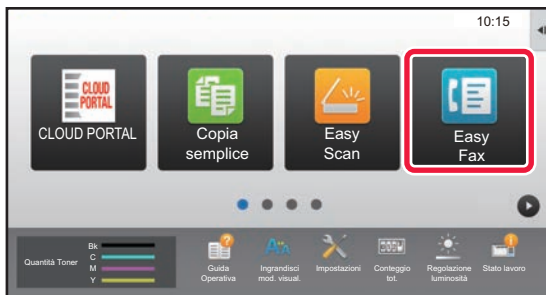 10:15
CLOUD
PORTAL
CLOUD PORTAL
Copia
semplice
Easy
Scan
Easy
Fax
Quantità Toner
Bk
C
M
Y
Guida
Operativa
Ingrandisci
mod. visual.
Impostazioni
Conteggio
tot.
Regolazione
luminosità
Stato lavoro